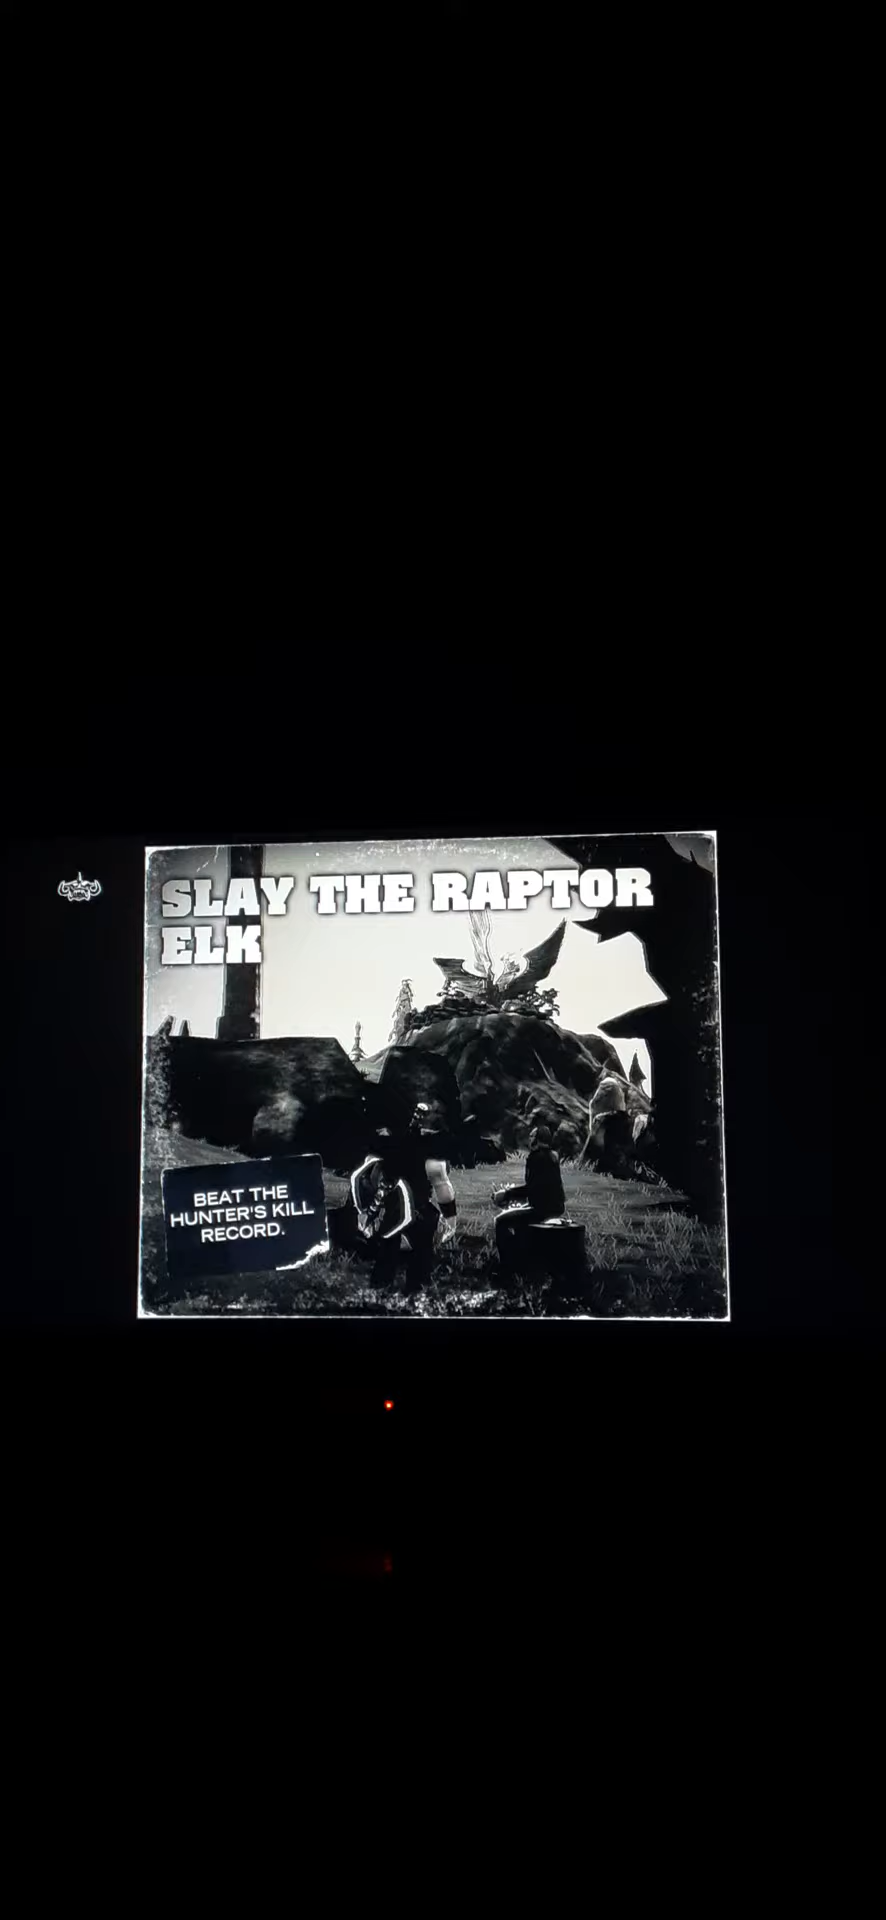 SLAY THE RAPTOR
ELK
BEAT THE
HUNTER'S KILL
RECORD.